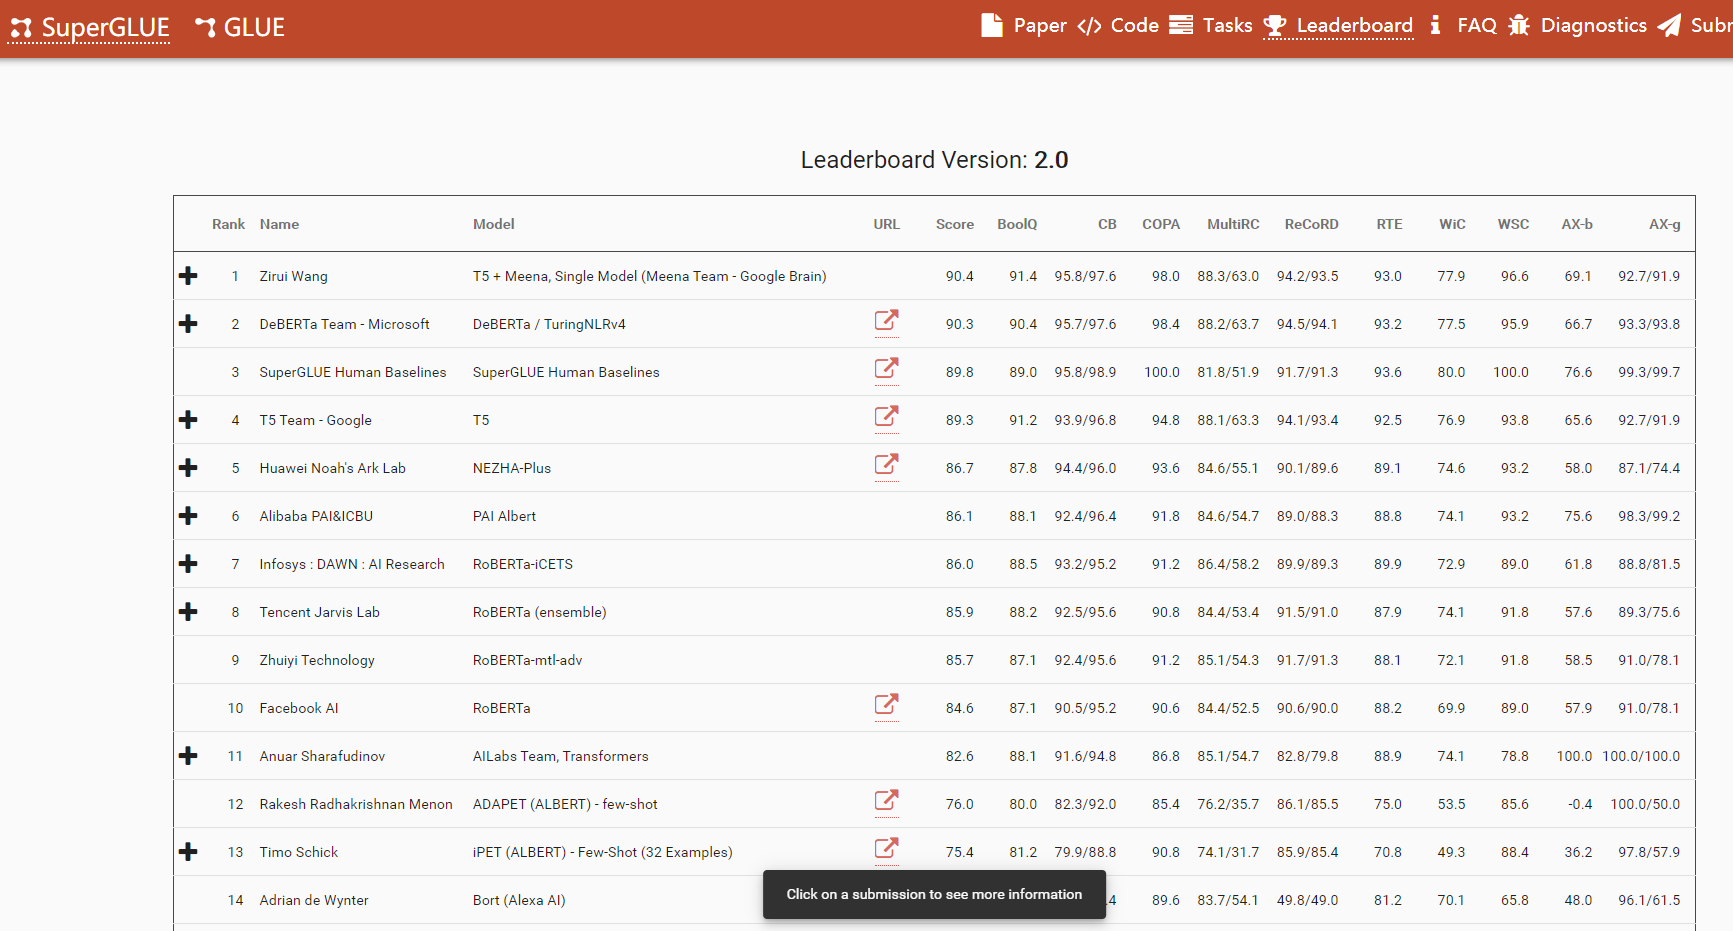 SuperGLUE GLUE Paper </> Code Tasks Leaderboard FAQ Diagnostics
Leaderboard Version: 2.0
Rank Name Model URL Score BoolQ CB COPA MultiRC ReCoRD RTE WiC WSC AX-b AX-g
1 Zirui Wang T5 + Meena, Single Model (Meena Team - Google Brain) 90.4 91.4 95.8/97.6 98.0 88.3/63.0 94.2/93.5 93.0 77.9 96.6 69.1 92.7/91.9
2 DeBERTa Team - Microsoft DeBERTa / TuringNLRv4 90.3 90.4 95.7/97.6 98.4 88.2/63.7 94.5/94.1 93.2 77.5 95.9 66.7 93.3/93.8
3 SuperGLUE Human Baselines SuperGLUE Human Baselines 89.8 89.0 95.8/98.9 100.0 81.8/51.9 91.7/91.3 93.6 80.0 100.0 76.6 99.3/99.7
4 T5 Team - Google T5 89.3 91.2 93.9/96.8 94.8 88.1/63.3 94.1/93.4 92.5 76.9 93.8 65.6 92.7/91.9
5 Huawei Noah's Ark Lab NEZHA-Plus 86.7 87.8 94.4/96.0 93.6 84.6/55.1 90.1/89.6 89.1 74.6 93.2 58.0 87.1/74.4
6 Alibaba PAI&ICBU PAI Albert 86.1 88.1 92.4/96.4 91.8 84.6/54.7 89.0/88.3 88.8 74.1 93.2 75.6 98.3/99.2
7 Infosys : DAWN : AI Research RoBERTa-iCETS 86.0 88.5 93.2/95.2 91.2 86.4/58.2 89.9/89.3 89.9 72.9 89.0 61.8 88.8/81.5
8 Tencent Jarvis Lab RoBERTa (ensemble) 85.9 88.2 92.5/95.6 90.8 84.4/53.4 91.5/91.0 87.9 74.1 91.8 57.6 89.3/75.6
9 Zhuiyi Technology RoBERTa-mtl-adv 85.7 87.1 92.4/95.6 91.2 85.1/54.3 91.7/91.3 88.1 72.1 91.8 58.5 91.0/78.1
10 Facebook AI RoBERTa 84.6 87.1 90.5/95.2 90.6 84.4/52.5 90.6/90.0 88.2 69.9 89.0 57.9 91.0/78.1
11 Anuar Sharafudinov AILabs Team, Transformers 82.6 88.1 91.6/94.8 86.8 85.1/54.7 82.8/79.8 88.9 74.1 78.8 100.0 100.0/100.0
12 Rakesh Radhakrishnan Menon ADAPET (ALBERT) - few-shot 76.0 80.0 82.3/92.0 85.4 76.2/35.7 86.1/85.5 75.0 53.5 85.6 -0.4 100.0/50.0
13 Timo Schick iPET (ALBERT) - Few-Shot (32 Examples) 75.4 81.2 79.9/88.8 90.8 74.1/31.7 85.9/85.4 70.8 49.3 88.4 36.2 97.8/57.9
14 Adrian de Wynter Bort (Alexa AI) 89.6 83.7/54.1 49.8/49.0 81.2 70.1 65.8 48.0 96.1/61.5
Click on a submission to see more information